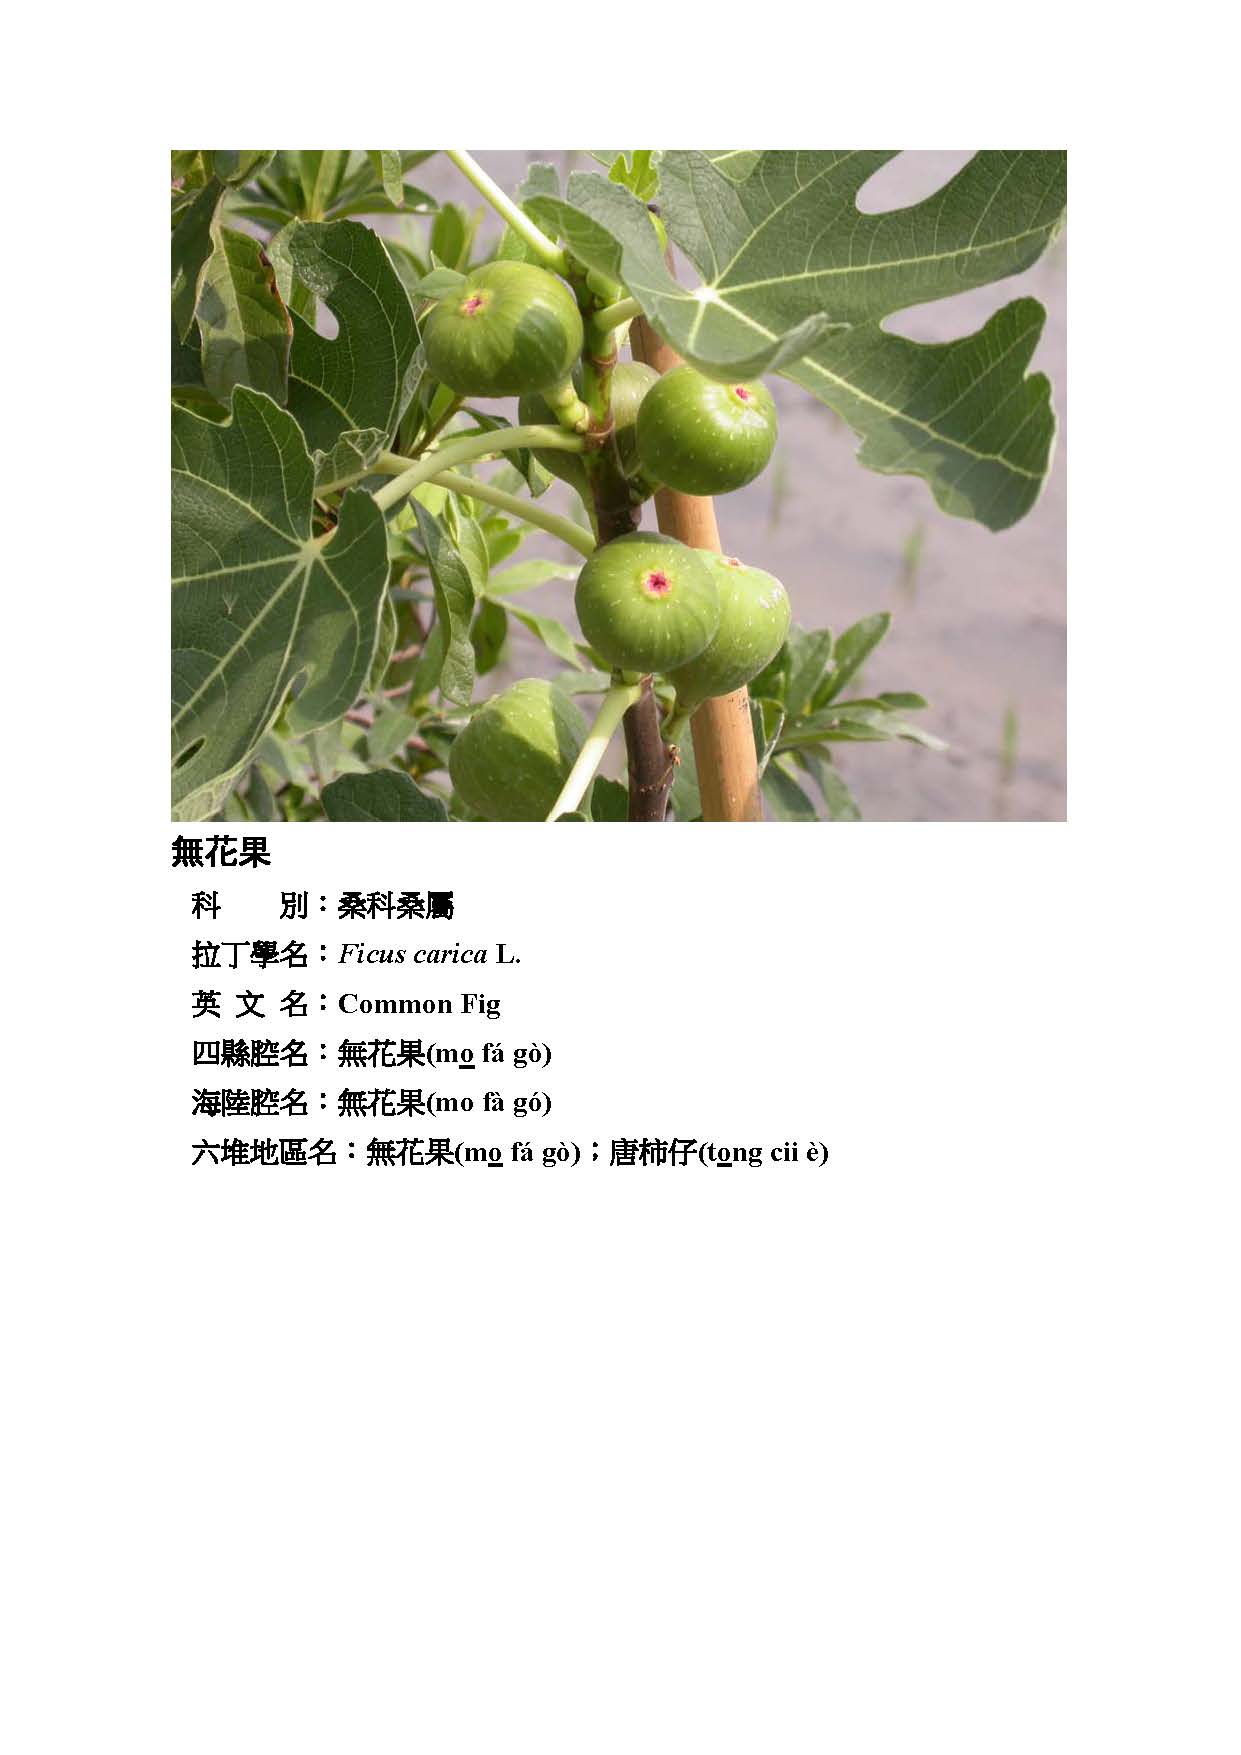 無花果
科　　別：桑科桑屬
拉丁學名：Ficus carica L.
英 文 名：Common Fig
四縣腔名：無花果(mo̲ fá gò)
海陸腔名：無花果(mo fà gó)
六堆地區名：無花果(mo̲ fá gò)；唐柿仔(to̲ng cii è)